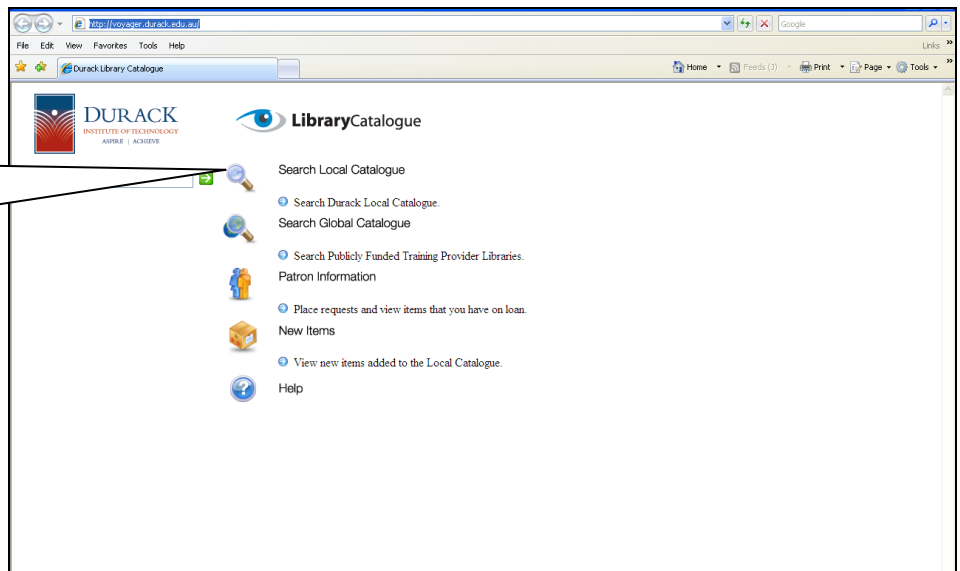 http://voyager.durack.edu.au/
Google
File Edit View Favorites Tools Help
Links »
Durack Library Catalogue
Home Feeds (J) Print Page Tools »
DURACK
INSTITUTE OF TECHNOLOGY
ASPIRE | ACHIEVE
LibraryCatalogue
Search Local Catalogue
Search Durack Local Catalogue.
Search Global Catalogue
Search Publicly Funded Training Provider Libraries.
Patron Information
Place requests and view items that you have on loan.
New Items
View new items added to the Local Catalogue.
Help